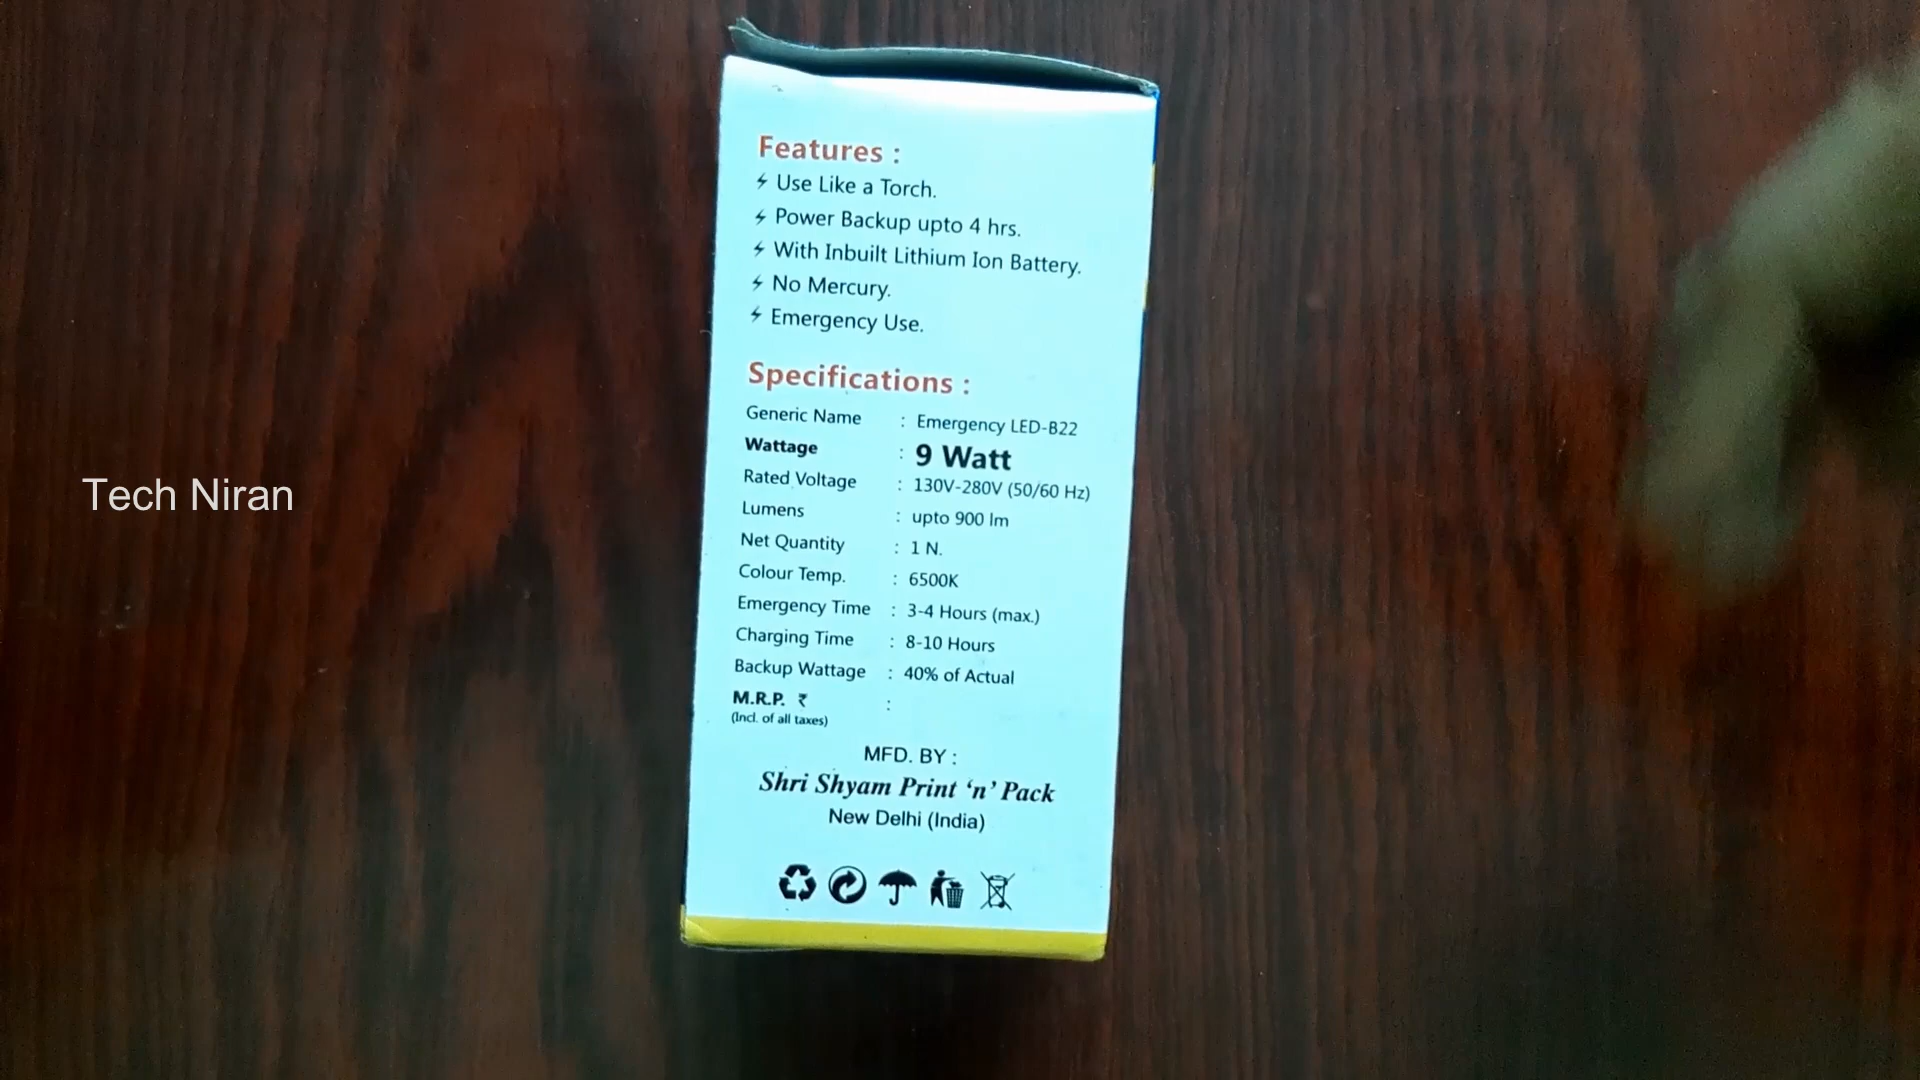 Features :
Use Like a Torch.
Power Backup upto 4 hrs.
With Inbuilt Lithium Ion Battery.
No Mercury.
Emergency Use.
Specifications :
Generic Name : Emergency LED-B22
Wattage : 9 Watt
Rated Voltage : 130V-280V (50/60 Hz)
Lumens : upto 900 lm
Net Quantity : 1 N.
Colour Temp. : 6500K
Emergency Time : 3-4 Hours (max.)
Charging Time : 8-10 Hours
Backup Wattage : 40% of Actual
M.R.P. ₹ :
(Incl. of all taxes)
MFD. BY :
Shri Shyam Print ‘n’ Pack
New Delhi (India)
Tech Niran